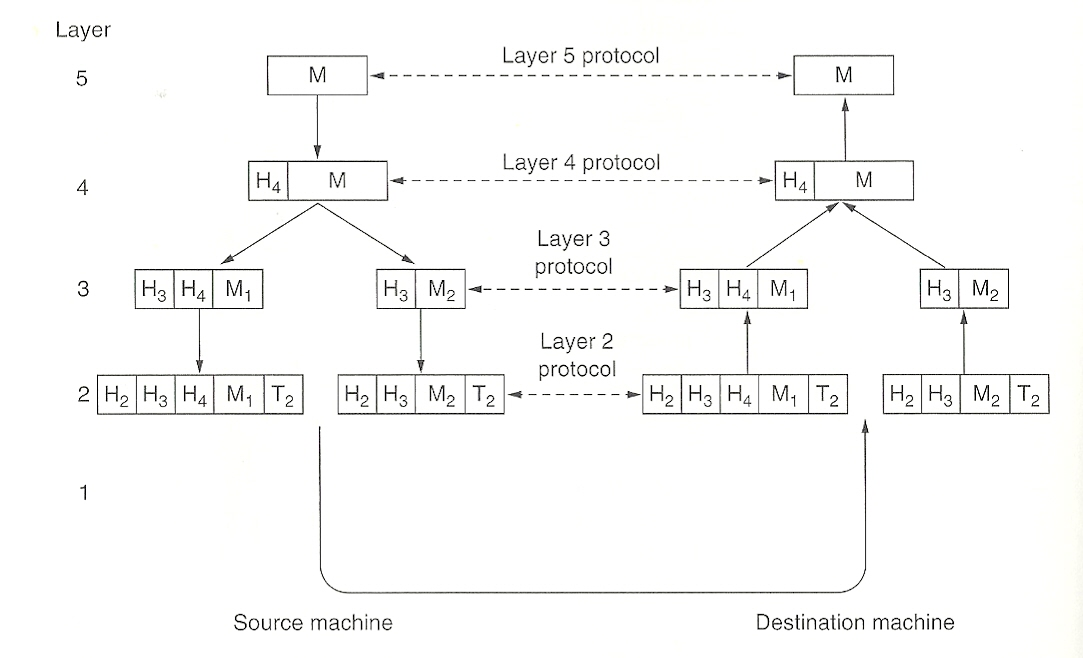 Layer
5 M Layer 5 protocol M
4 H₄ M Layer 4 protocol H₄ M
Layer 3
protocol
3 H₃ H₄ M₁ H₃ M₂ H₃ H₄ M₁ H₃ M₂
Layer 2
protocol
2 H₂ H₃ H₄ M₁ T₂ H₂ H₃ M₂ T₂ H₂ H₃ H₄ M₁ T₂ H₂ H₃ M₂ T₂
1
Source machine Destination machine